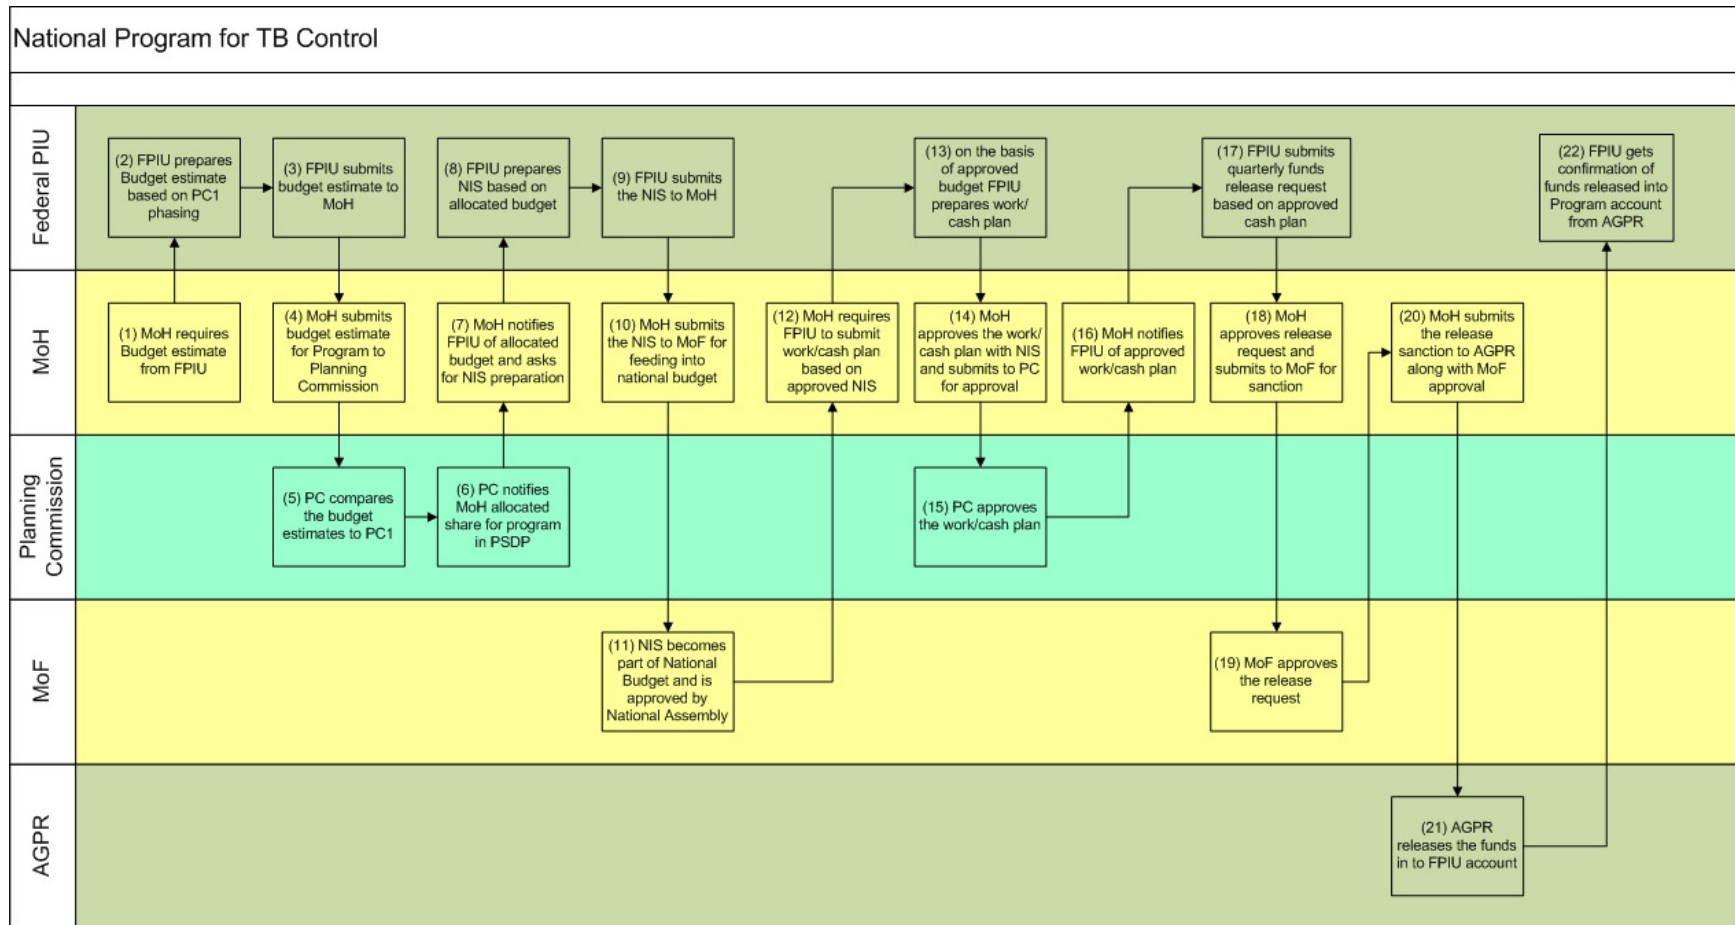 National Program for TB Control
Federal PIU
(2) FPIU prepares
Budget estimate
based on PC1
phasing
(3) FPIU submits
budget estimate to
MoH
(8) FPIU prepares
NIS based on
allocated budget
(9) FPIU submits
the NIS to MoH
(13) on the basis
of approved
budget FPIU
prepares work/
cash plan
(17) FPIU submits
quarterly funds
release request
based on approved
cash plan
(22) FPIU gets
confirmation of
funds released into
Program account
from AGPR
MoH
(1) MoH requires
Budget estimate
from FPIU
(4) MoH submits
budget estimate
for Program to
Planning
Commission
(7) MoH notifies
FPIU of allocated
budget and asks
for NIS preparation
(10) MoH submits
the NIS to MoF for
feeding into
national budget
(12) MoH requires
FPIU to submit
work/cash plan
based on
approved NIS
(14) MoH
approves the work/
cash plan with NIS
and submits to PC
for approval
(16) MoH notifies
FPIU of approved
work/cash plan
(18) MoH
approves release
request and
submits to MoF for
sanction
(20) MoH submits
the release
sanction to AGPR
along with MoF
approval
Planning
Commission
(5) PC compares
the budget
estimates to PC1
(6) PC notifies
MoH allocated
share for program
in PSDP
(15) PC approves
the work/cash plan
MoF
(11) NIS becomes
part of National
Budget and is
approved by
National Assembly
(19) MoF approves
the release
request
AGPR
(21) AGPR
releases the funds
in to FPIU account